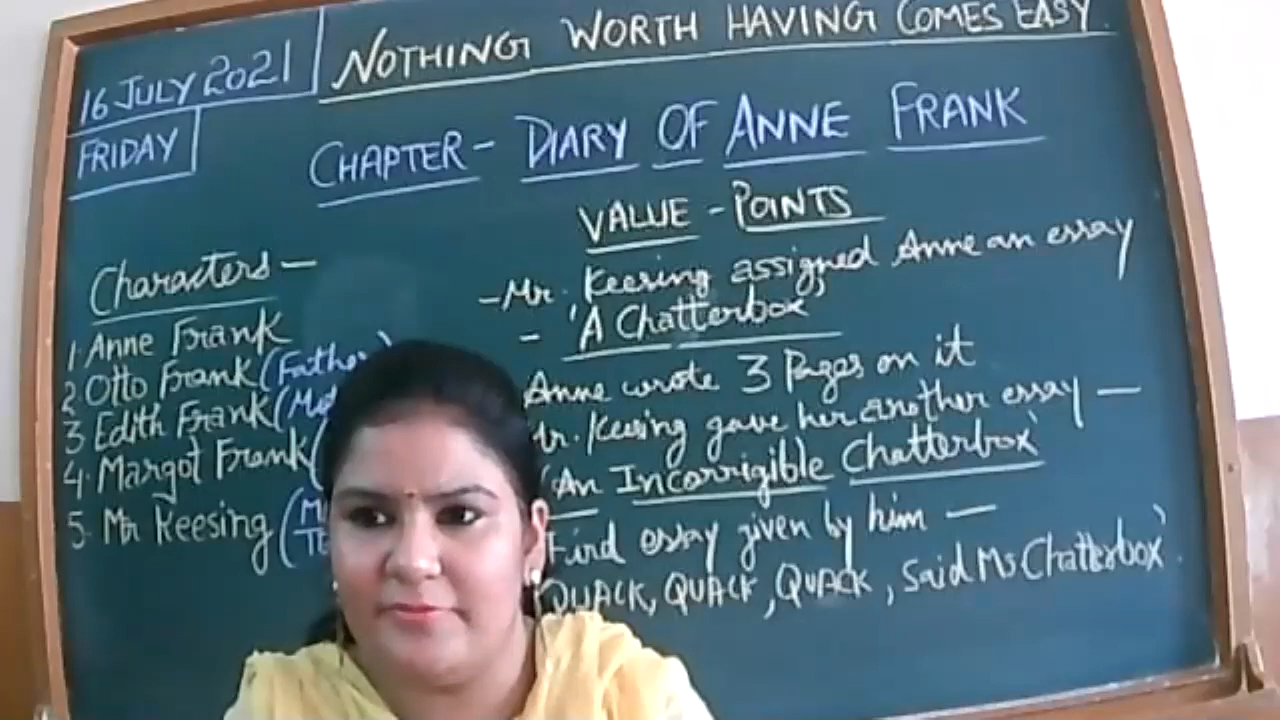 16 JULY 2021
FRIDAY
NOTHING WORTH HAVING COMES EASY
CHAPTER - DIARY OF ANNE FRANK
Characters —
1. Anne Frank
2 Otto Frank (Father)
3 Edith Frank (
4. Margot Frank (
5. Mr Keesing (
VALUE - POINTS
- Mr. Keesing assigned Anne an essay
- 'A Chatterbox'
Anne wrote 3 Pages on it
Mr. Keesing gave her another essay —
'An Incorrigible Chatterbox'
essay given by him —
QUACK, QUACK, QUACK, Said Ms Chatterbox'.